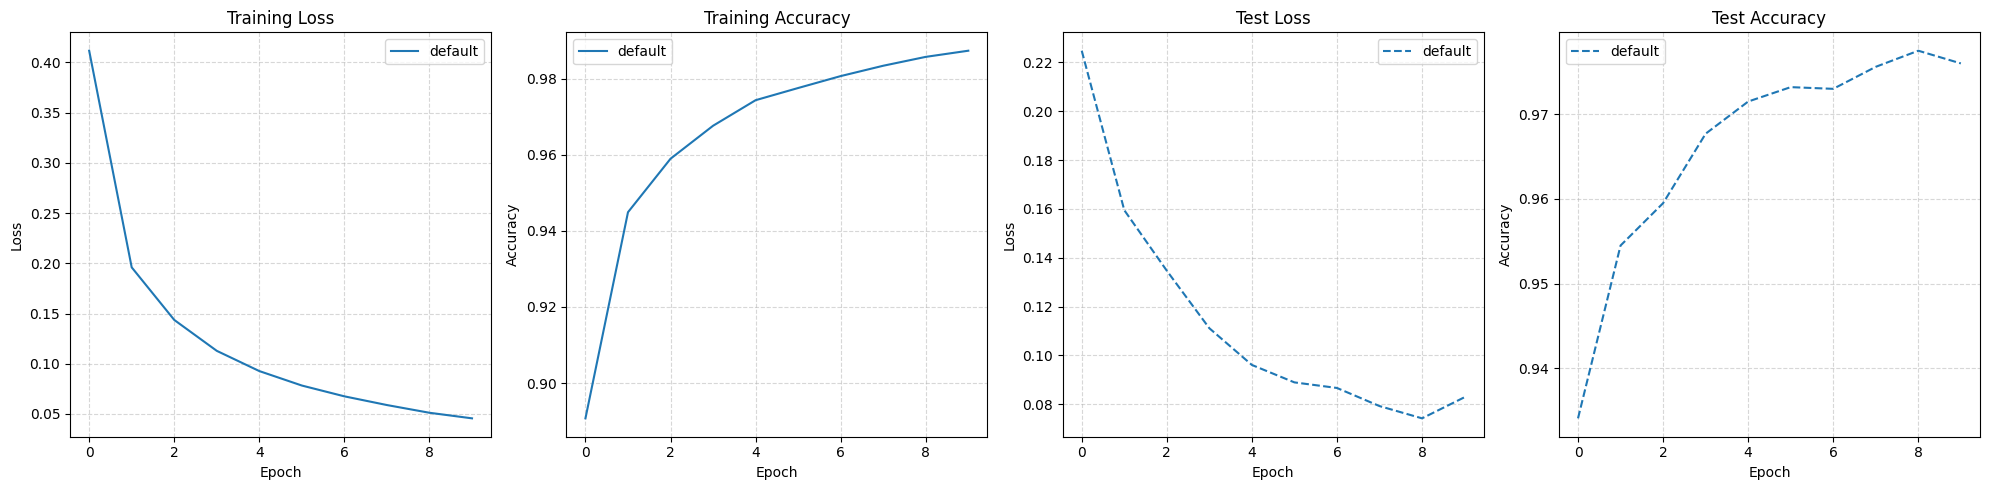 Training Loss
default
0.40
0.35
0.30
0.25
0.20
0.15
0.10
0.05
Loss
0 2 4 6 8
Epoch
Training Accuracy
default
0.98
0.96
0.94
0.92
0.90
Accuracy
0 2 4 6 8
Epoch
Test Loss
default
0.22
0.20
0.18
0.16
0.14
0.12
0.10
0.08
Loss
0 2 4 6 8
Epoch
Test Accuracy
default
0.97
0.96
0.95
0.94
Accuracy
0 2 4 6 8
Epoch